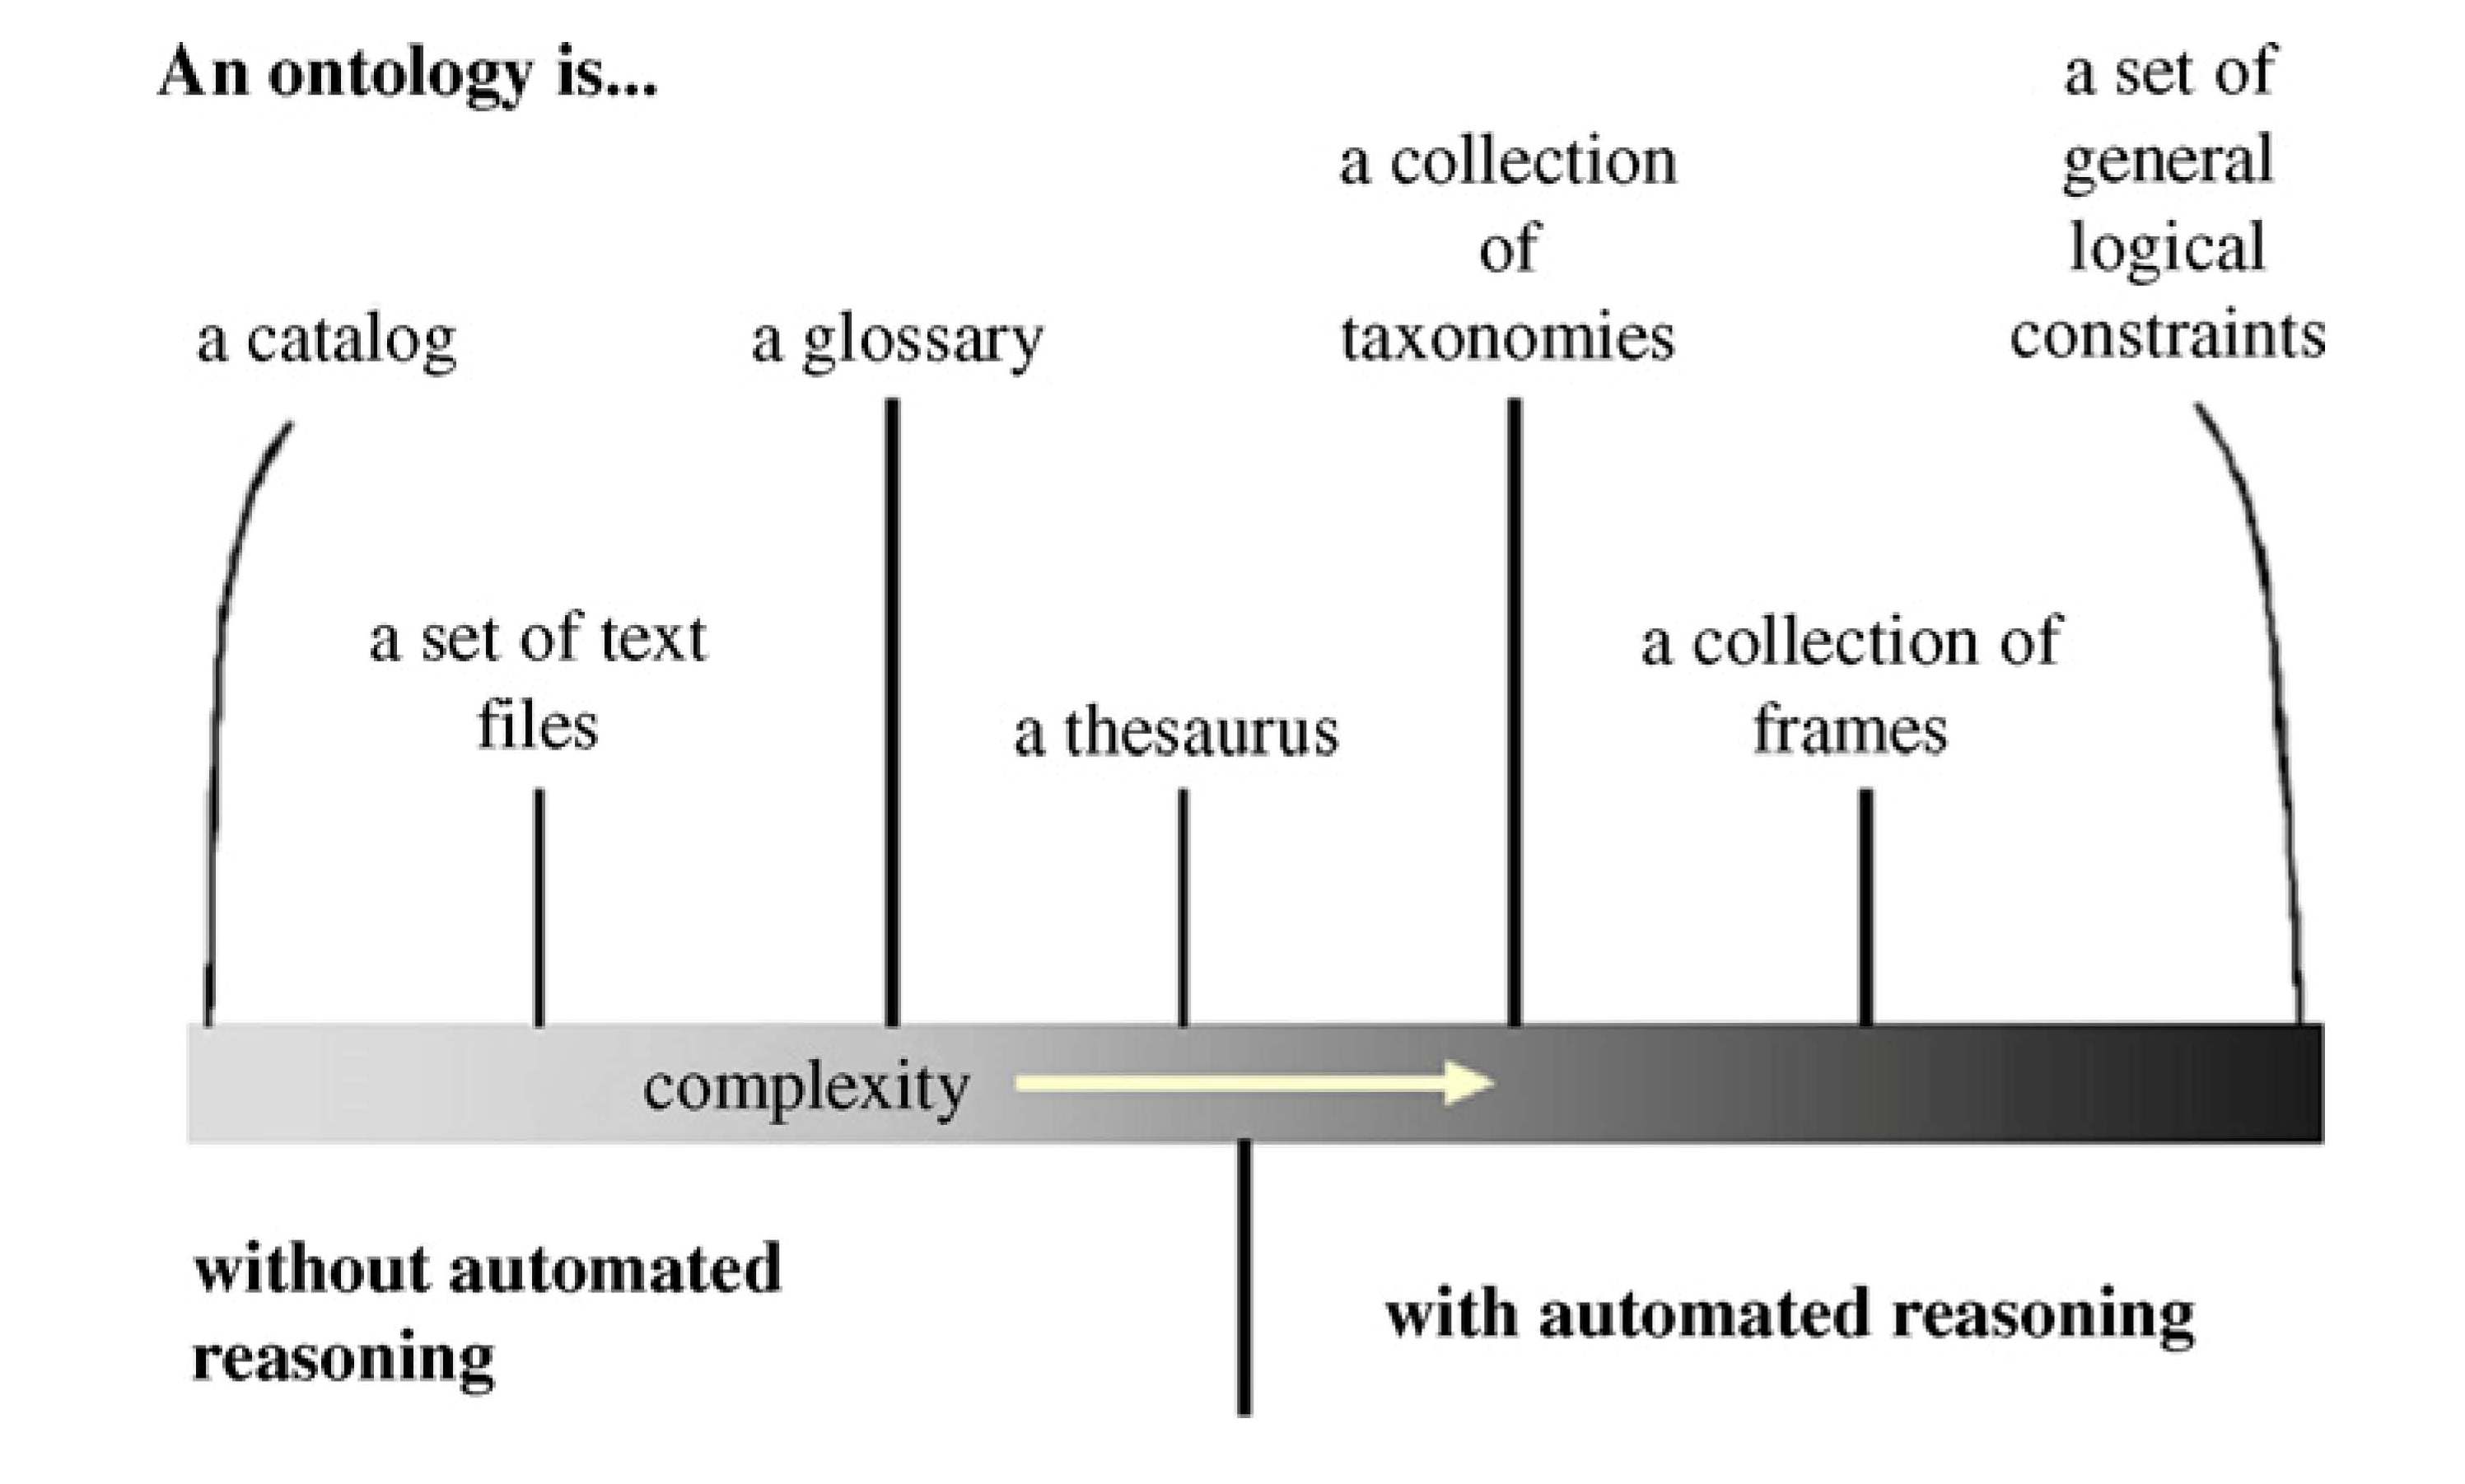 An ontology is...
a catalog
a set of text
files
a glossary
a thesaurus
a collection
of
taxonomies
a collection of
frames
a set of
general
logical
constraints
complexity
without automated
reasoning
with automated reasoning